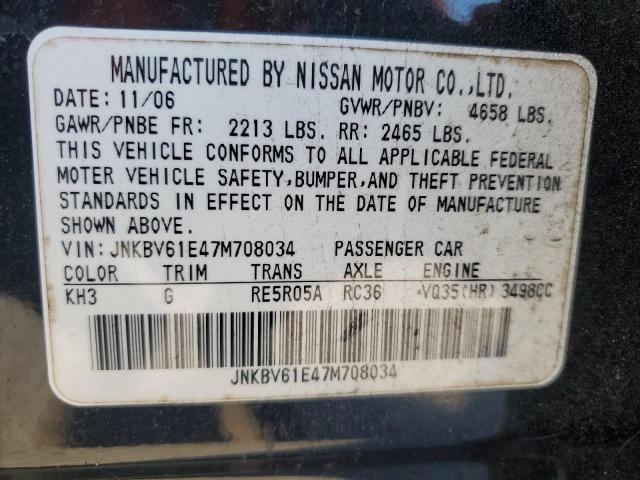 MANUFACTURED BY NISSAN MOTOR CO.,LTD.
DATE: 11/06 GVWR/PNBV: 4658 LBS.
GAWR/PNBE FR: 2213 LBS. RR: 2465 LBS.
THIS VEHICLE CONFORMS TO ALL APPLICABLE FEDERAL
MOTER VEHICLE SAFETY,BUMPER,AND THEFT PREVENTION
STANDARDS IN EFFECT ON THE DATE OF MANUFACTURE
SHOWN ABOVE.
VIN: JNKBV61E47M708034 PASSENGER CAR
COLOR TRIM TRANS AXLE ENGINE
KH3 G RE5R05A RC36 VQ35(HR) 3498CC
JNKBV61E47M708034